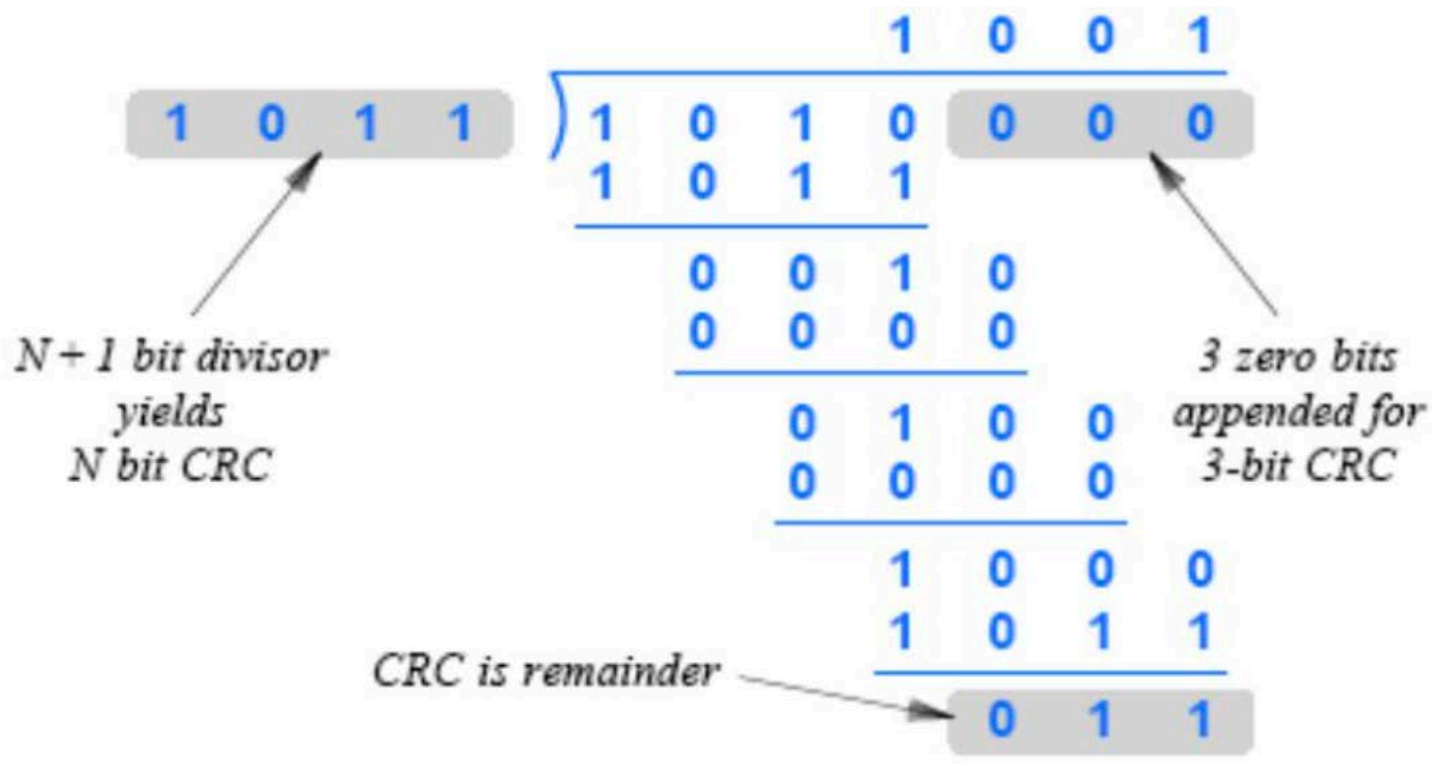 1 0 0 1
1 0 1 1 ) 1 0 1 0 0 0 0
1 0 1 1
0 0 1 0
0 0 0 0
N + 1 bit divisor
yields
N bit CRC
3 zero bits
appended for
3-bit CRC
0 1 0 0
0 0 0 0
1 0 0 0
1 0 1 1
CRC is remainder
0 1 1